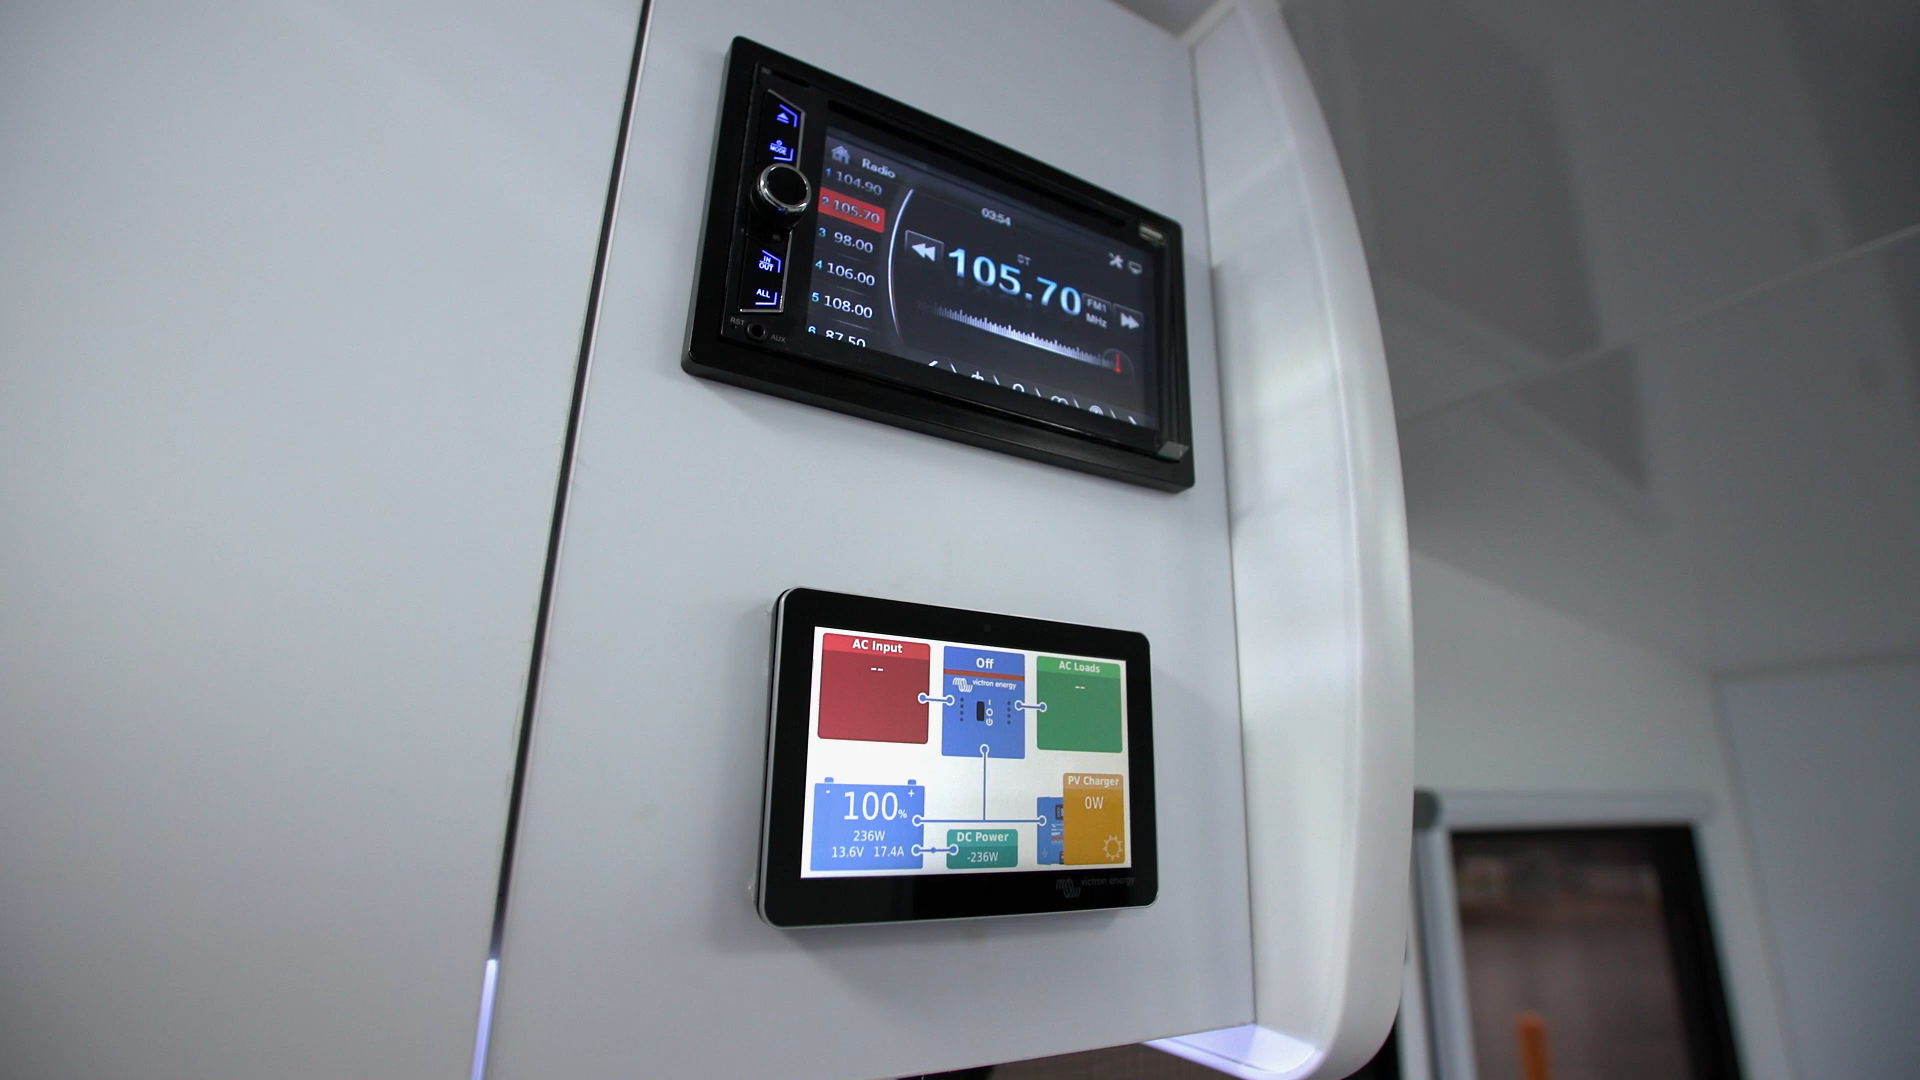 MODE
IN
OUT
ALL
RST
AUX
Radio
1 104.90
2 105.70
3 98.00
4 106.00
5 108.00
6 87.50
03:54
ST
105.70
FM1
MHz
AC Input
--
Off
victron energy
AC Loads
--
100%
236W
13.6V 17.4A
DC Power
-236W
PV Charger
0W
victron energy